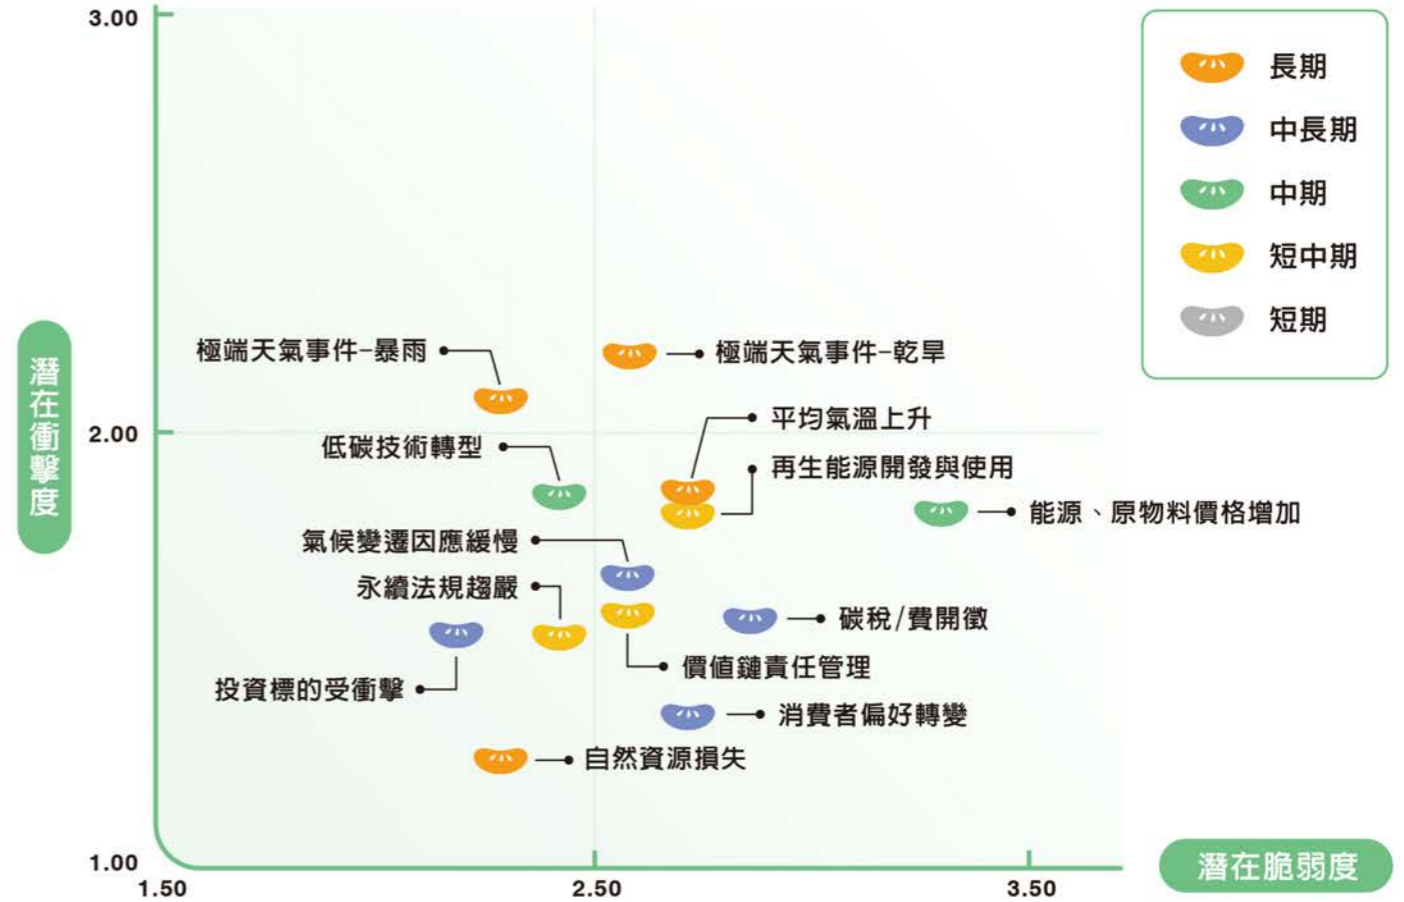 3.00
長期
中長期
中期
短中期
短期
潛在衝擊度
極端天氣事件-暴雨
極端天氣事件-乾旱
平均氣溫上升
2.00
低碳技術轉型
再生能源開發與使用
能源、原物料價格增加
氣候變遷因應緩慢
永續法規趨嚴
碳稅/費開徵
價值鏈責任管理
投資標的受衝擊
消費者偏好轉變
自然資源損失
1.00
潛在脆弱度
1.50
2.50
3.50